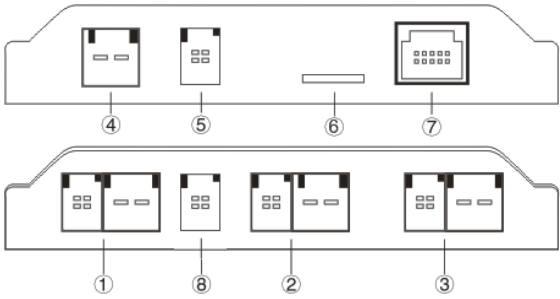 ④ ⑤ ⑥ ⑦
① ⑧ ② ③